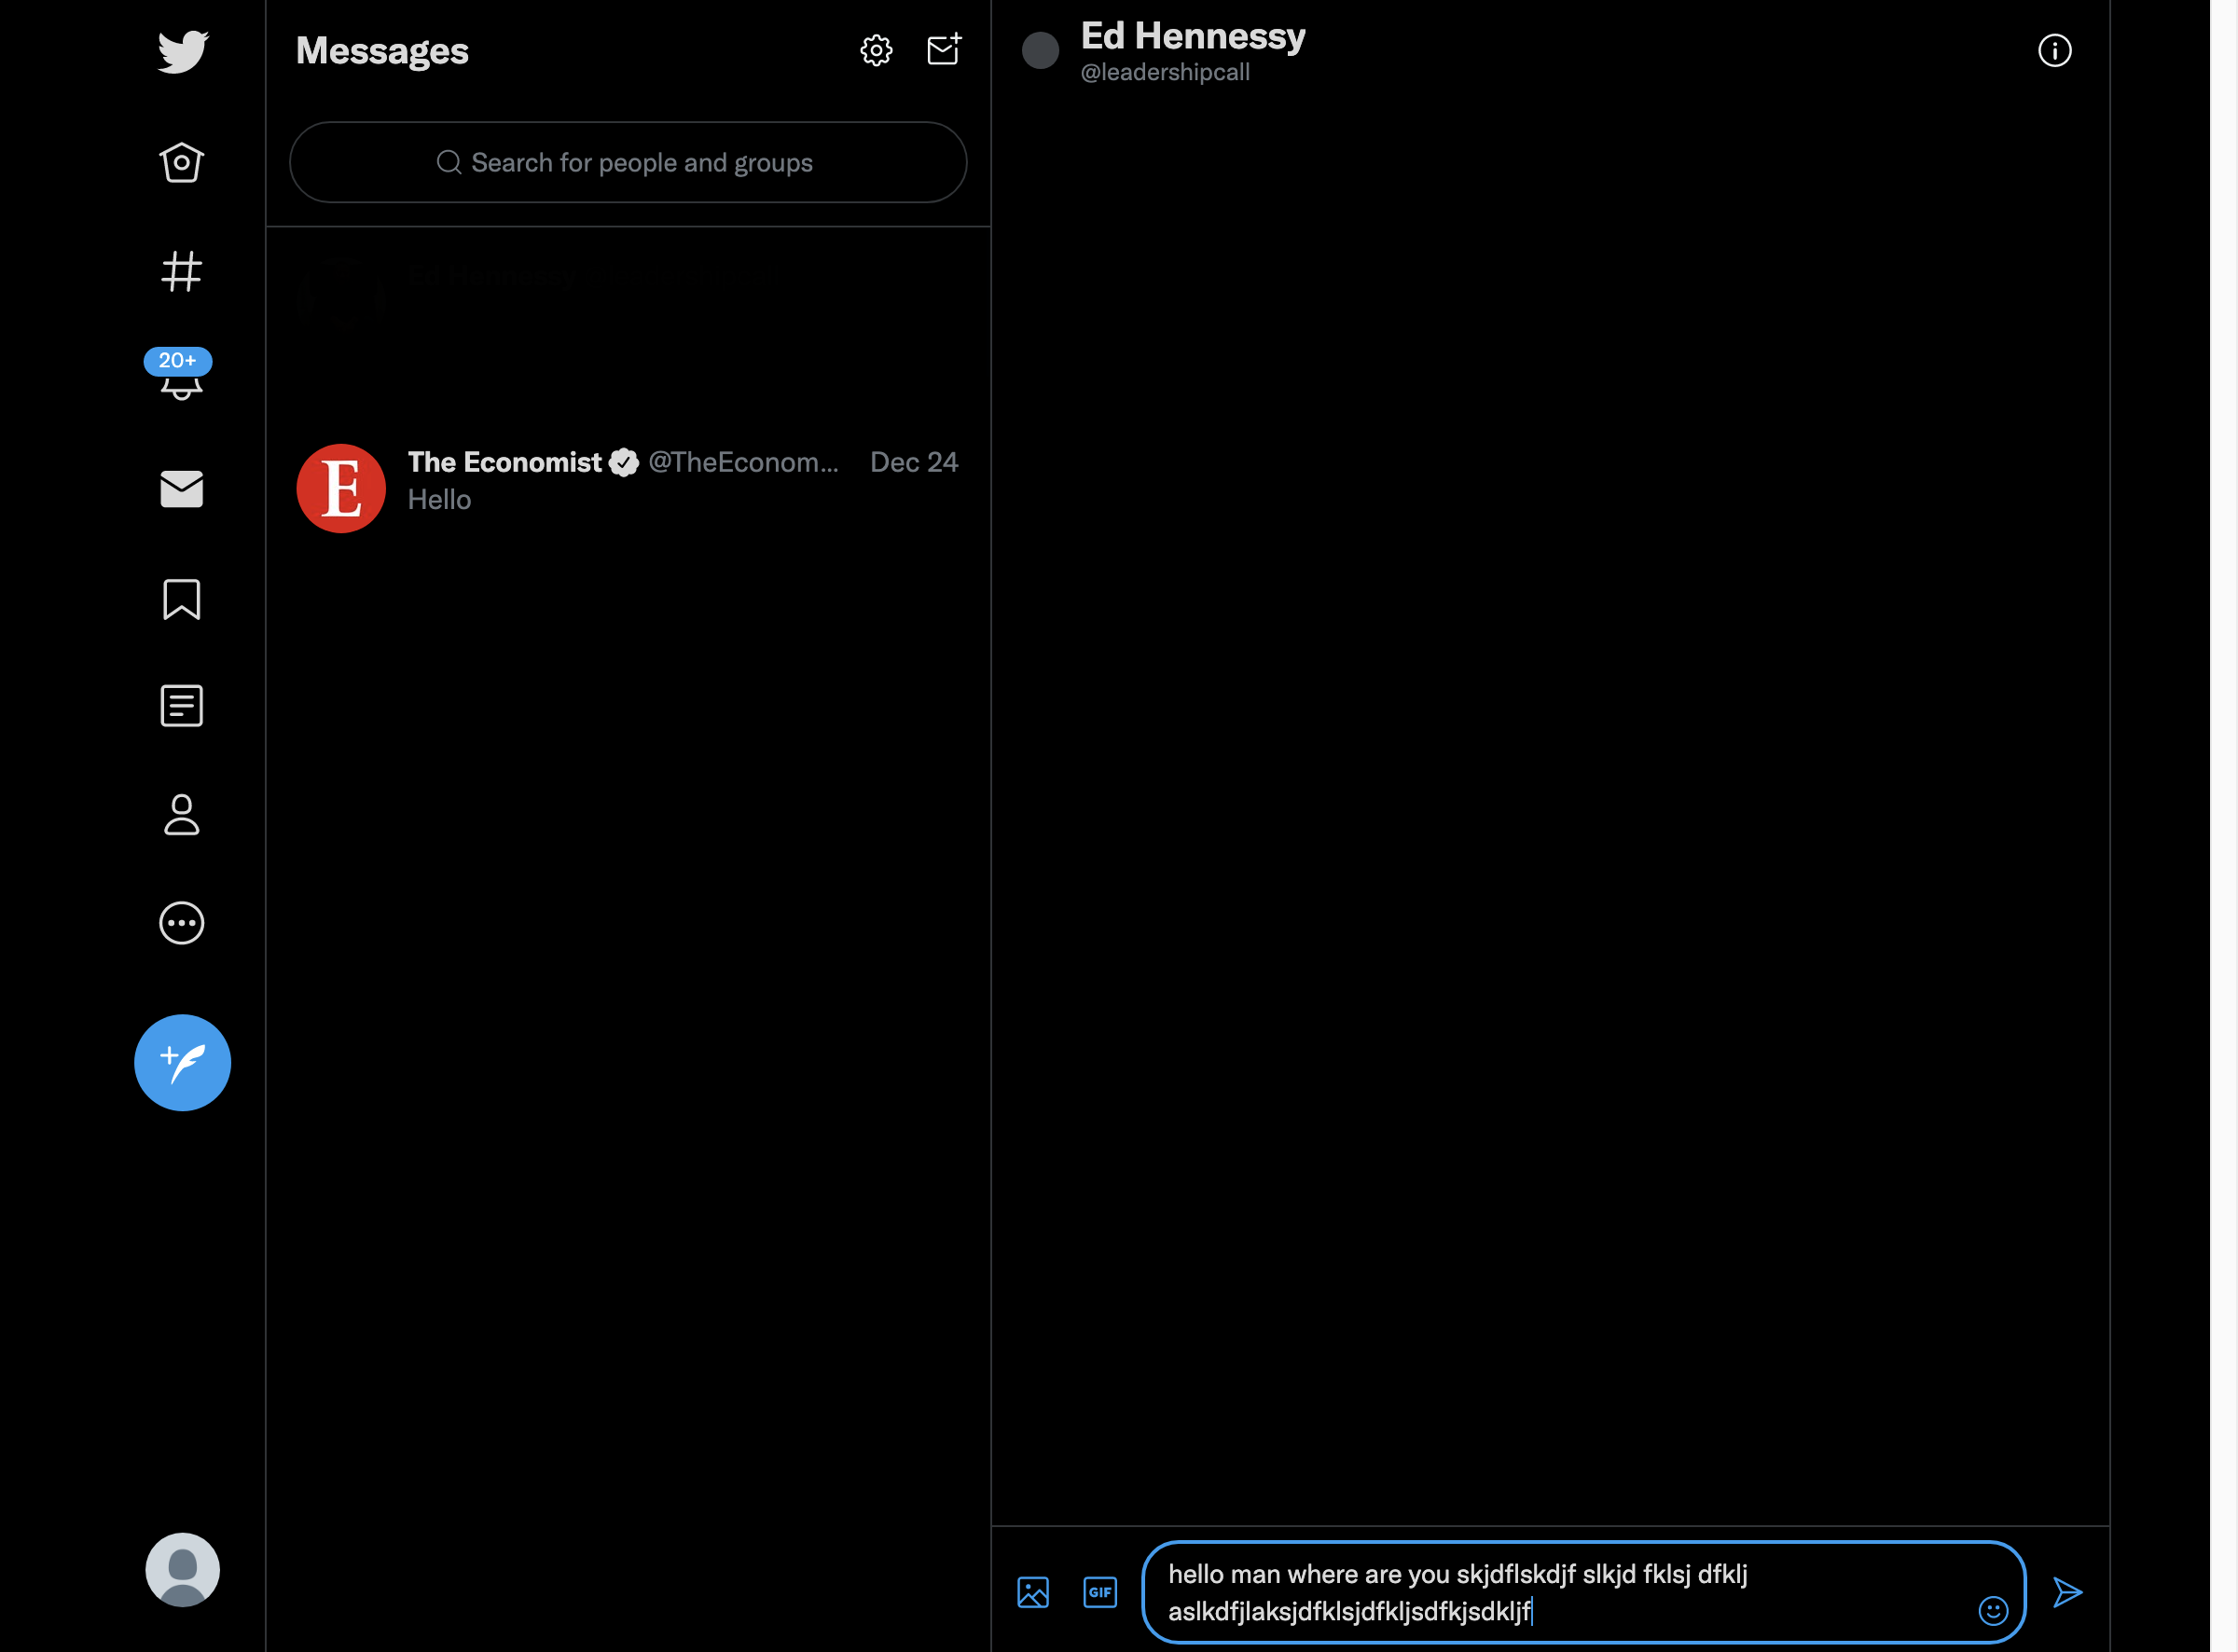 Messages
Search for people and groups
Ed Hennessy
20+
E
The Economist @TheEconom... Dec 24
Hello
Ed Hennessy
@leadershipcall
GIF
hello man where are you skjdflskdjf slkjd fklsj dfklj
aslkdfjlaksjdfklsjdfkljsdfkjsdkljf